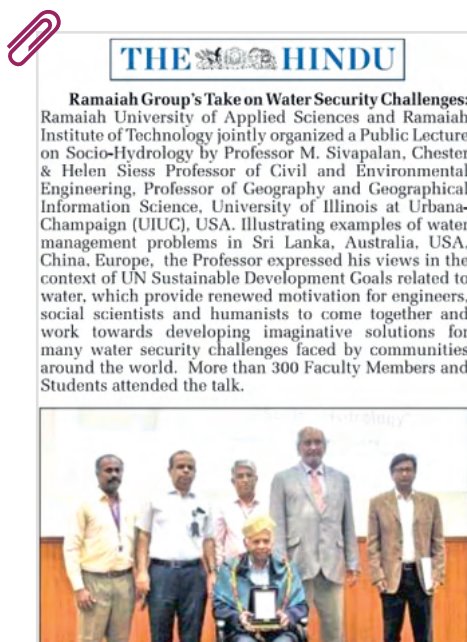 THE HINDU
Ramaiah Group's Take on Water Security Challenges:
Ramaiah University of Applied Sciences and Ramaiah
Institute of Technology jointly organized a Public Lecture
on Socio-Hydrology by Professor M. Sivapalan, Chester
& Helen Siess Professor of Civil and Environmental
Engineering, Professor of Geography and Geographical
Information Science, University of Illinois at Urbana-
Champaign (UIUC), USA. Illustrating examples of water
management problems in Sri Lanka, Australia, USA,
China, Europe, the Professor expressed his views in the
context of UN Sustainable Development Goals related to
water, which provide renewed motivation for engineers,
social scientists and humanists to come together and
work towards developing imaginative solutions for
many water security challenges faced by communities
around the world. More than 300 Faculty Members and
Students attended the talk.